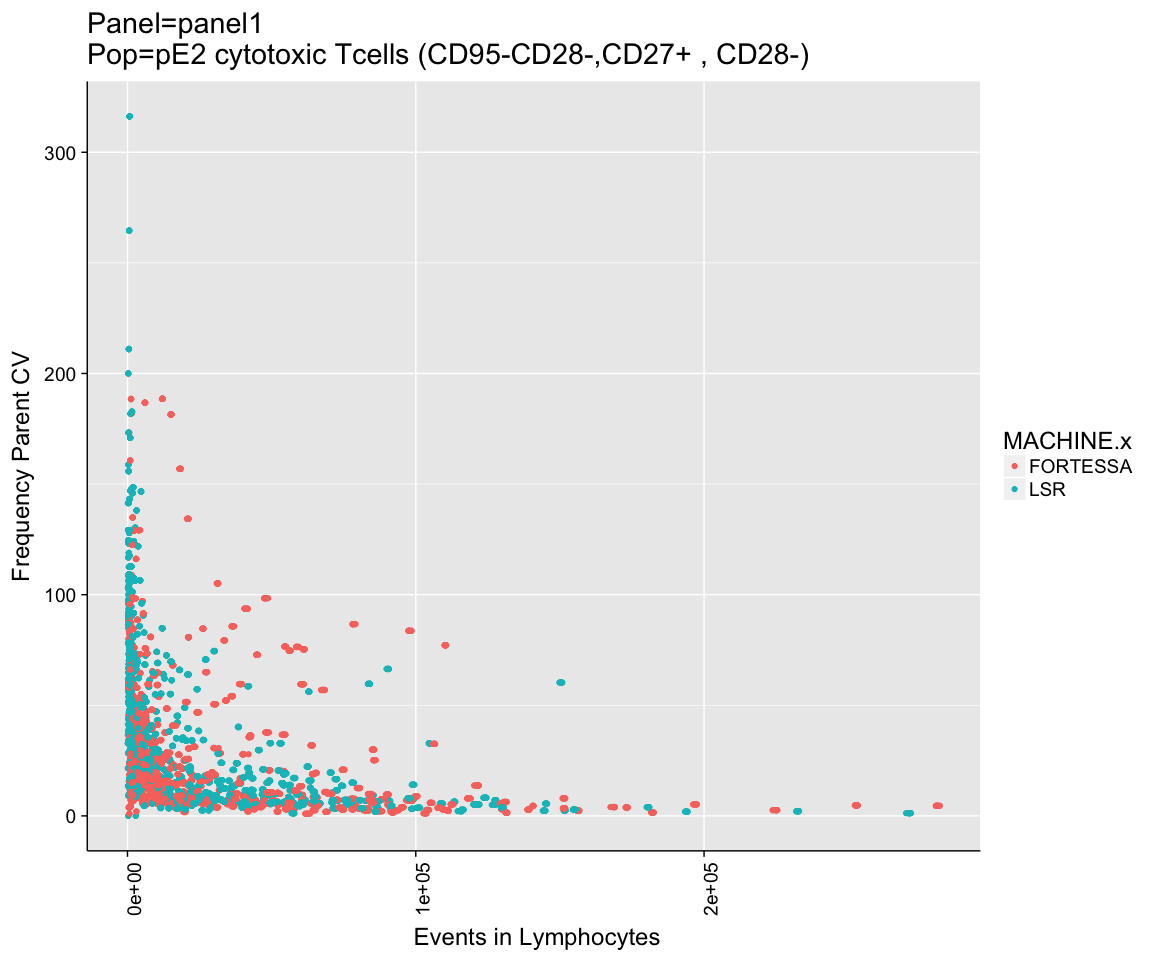 Panel=panel1
Pop=pE2 cytotoxic Tcells (CD95-CD28-,CD27+ , CD28-)
Frequency Parent CV
300
200
100
0
0e+00
1e+05
2e+05
Events in Lymphocytes
MACHINE.x
FORTESSA
LSR